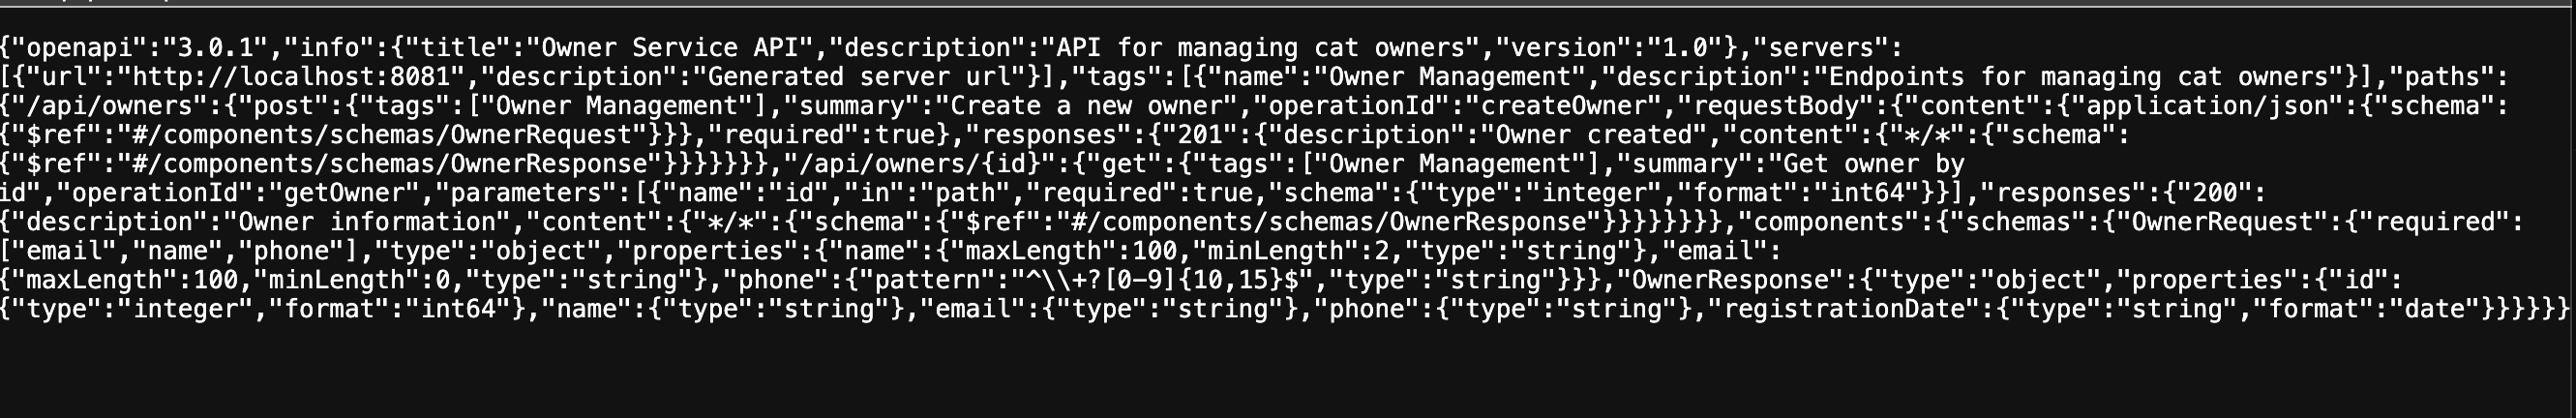 {"openapi":"3.0.1","info":{"title":"Owner Service API","description":"API for managing cat owners","version":"1.0"},"servers":
[{"url":"http://localhost:8081","description":"Generated server url"}],"tags":[{"name":"Owner Management","description":"Endpoints for managing cat owners"}],"paths":
{"/api/owners":{"post":{"tags":["Owner Management"],"summary":"Create a new owner","operationId":"createOwner","requestBody":{"content":{"application/json":{"schema":
{"$ref":"#/components/schemas/OwnerRequest"}}},"required":true},"responses":{"201":{"description":"Owner created","content":{"*/*":{"schema":
{"$ref":"#/components/schemas/OwnerResponse"}}}}}}},"/api/owners/{id}":{"get":{"tags":["Owner Management"],"summary":"Get owner by
id","operationId":"getOwner","parameters":[{"name":"id","in":"path","required":true,"schema":{"type":"integer","format":"int64"}}],"responses":{"200":
{"description":"Owner information","content":{"*/*":{"schema":{"$ref":"#/components/schemas/OwnerResponse"}}}}}}}},"components":{"schemas":{"OwnerRequest":{"required":
["email","name","phone"],"type":"object","properties":{"name":{"maxLength":100,"minLength":2,"type":"string"},"email":
{"maxLength":100,"minLength":0,"type":"string"},"phone":{"pattern":"^\\+?[0-9]{10,15}$","type":"string"}}},"OwnerResponse":{"type":"object","properties":{"id":
{"type":"integer","format":"int64"},"name":{"type":"string"},"email":{"type":"string"},"phone":{"type":"string"},"registrationDate":{"type":"string","format":"date"}}}}}}